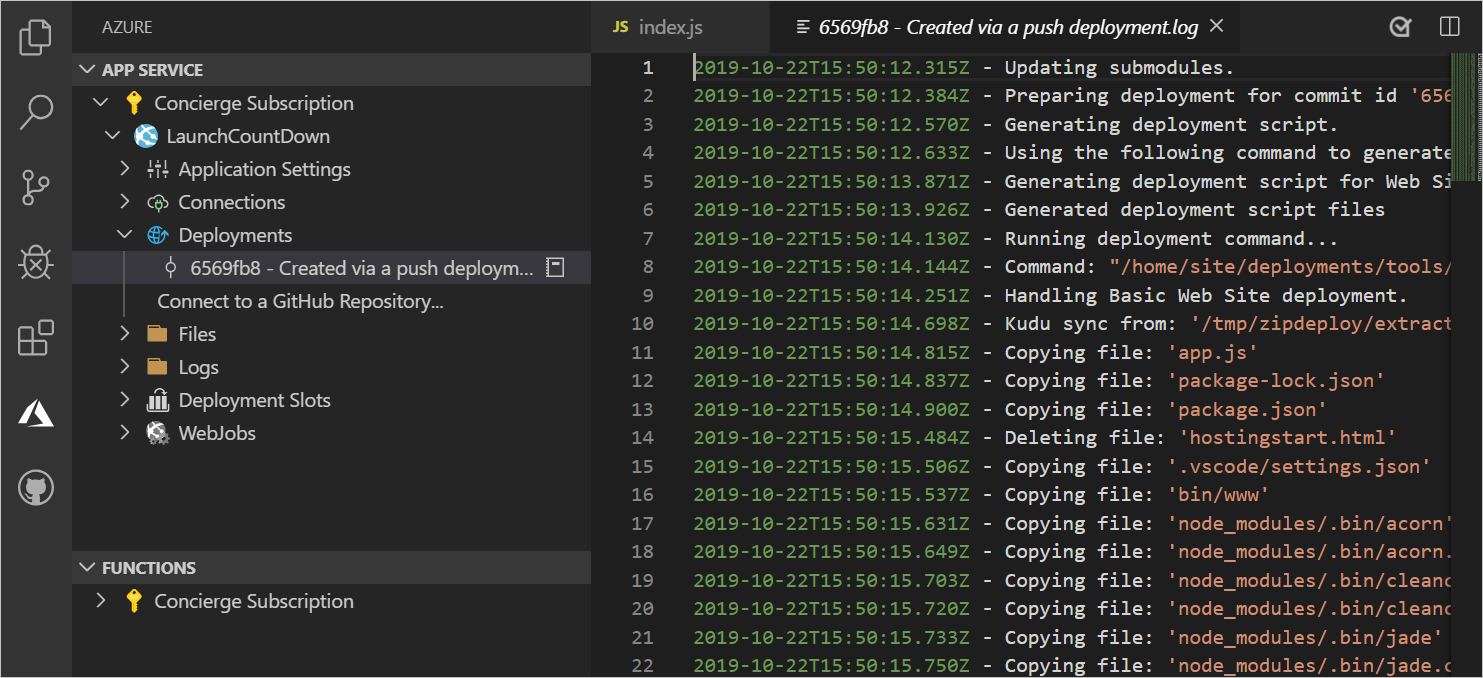 AZURE
APP SERVICE
Concierge Subscription
LaunchCountDown
Application Settings
Connections
Deployments
6569fb8 - Created via a push deploym...
Connect to a GitHub Repository...
Files
Logs
Deployment Slots
WebJobs
FUNCTIONS
Concierge Subscription
JS index.js
6569fb8 - Created via a push deployment.log
1 2019-10-22T15:50:12.315Z - Updating submodules.
2 2019-10-22T15:50:12.384Z - Preparing deployment for commit id '656
3 2019-10-22T15:50:12.570Z - Generating deployment script.
4 2019-10-22T15:50:12.633Z - Using the following command to generate
5 2019-10-22T15:50:13.871Z - Generating deployment script for Web Si
6 2019-10-22T15:50:13.926Z - Generated deployment script files
7 2019-10-22T15:50:14.130Z - Running deployment command...
8 2019-10-22T15:50:14.144Z - Command: "/home/site/deployments/tools/
9 2019-10-22T15:50:14.251Z - Handling Basic Web Site deployment.
10 2019-10-22T15:50:14.698Z - Kudu sync from: '/tmp/zipdeploy/extract
11 2019-10-22T15:50:14.815Z - Copying file: 'app.js'
12 2019-10-22T15:50:14.837Z - Copying file: 'package-lock.json'
13 2019-10-22T15:50:14.900Z - Copying file: 'package.json'
14 2019-10-22T15:50:15.484Z - Deleting file: 'hostingstart.html'
15 2019-10-22T15:50:15.506Z - Copying file: '.vscode/settings.json'
16 2019-10-22T15:50:15.537Z - Copying file: 'bin/www'
17 2019-10-22T15:50:15.631Z - Copying file: 'node_modules/.bin/acorn'
18 2019-10-22T15:50:15.649Z - Copying file: 'node_modules/.bin/acorn.
19 2019-10-22T15:50:15.703Z - Copying file: 'node_modules/.bin/cleanc
20 2019-10-22T15:50:15.720Z - Copying file: 'node_modules/.bin/cleanc
21 2019-10-22T15:50:15.733Z - Copying file: 'node_modules/.bin/jade'
22 2019-10-22T15:50:15.750Z - Copying file: 'node_modules/.bin/jade.c